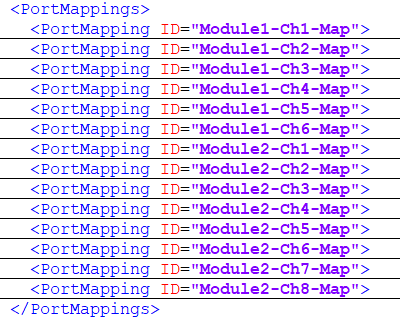 <PortMappings>
<PortMapping ID="Module1-Ch1-Map">
<PortMapping ID="Module1-Ch2-Map">
<PortMapping ID="Module1-Ch3-Map">
<PortMapping ID="Module1-Ch4-Map">
<PortMapping ID="Module1-Ch5-Map">
<PortMapping ID="Module1-Ch6-Map">
<PortMapping ID="Module2-Ch1-Map">
<PortMapping ID="Module2-Ch2-Map">
<PortMapping ID="Module2-Ch3-Map">
<PortMapping ID="Module2-Ch4-Map">
<PortMapping ID="Module2-Ch5-Map">
<PortMapping ID="Module2-Ch6-Map">
<PortMapping ID="Module2-Ch7-Map">
<PortMapping ID="Module2-Ch8-Map">
</PortMappings>